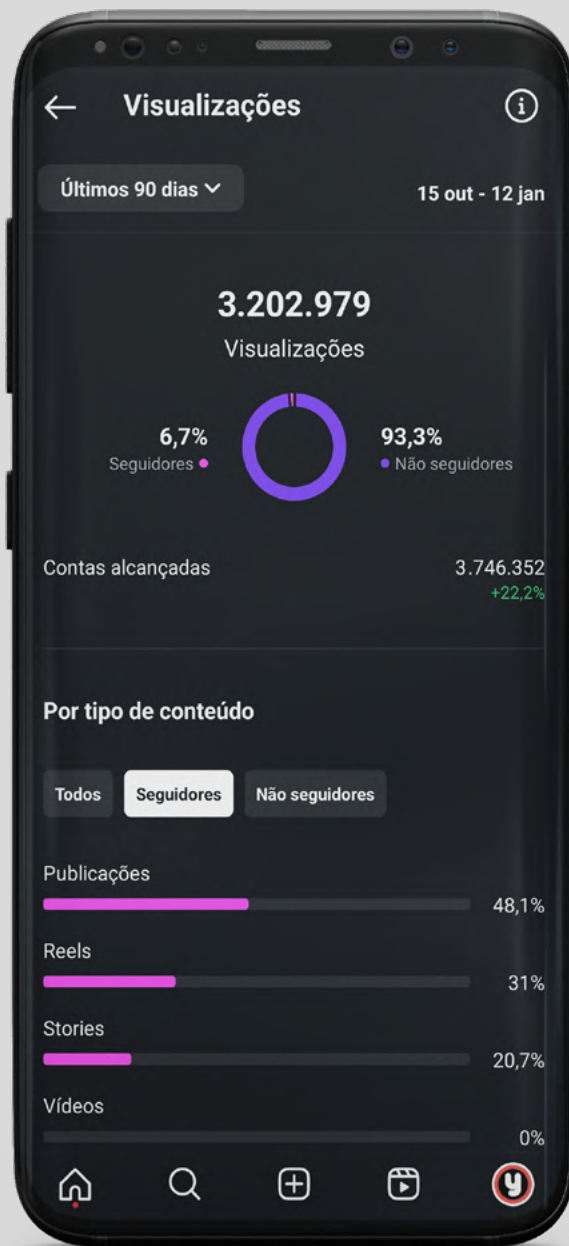 Visualizações
Últimos 90 dias
15 out - 12 jan
3.202.979
Visualizações
6,7%
Seguidores
93,3%
Não seguidores
Contas alcançadas
3.746.352
+22,2%
Por tipo de conteúdo
Todos
Seguidores
Não seguidores
Publicações
48,1%
Reels
31%
Stories
20,7%
Vídeos
0%